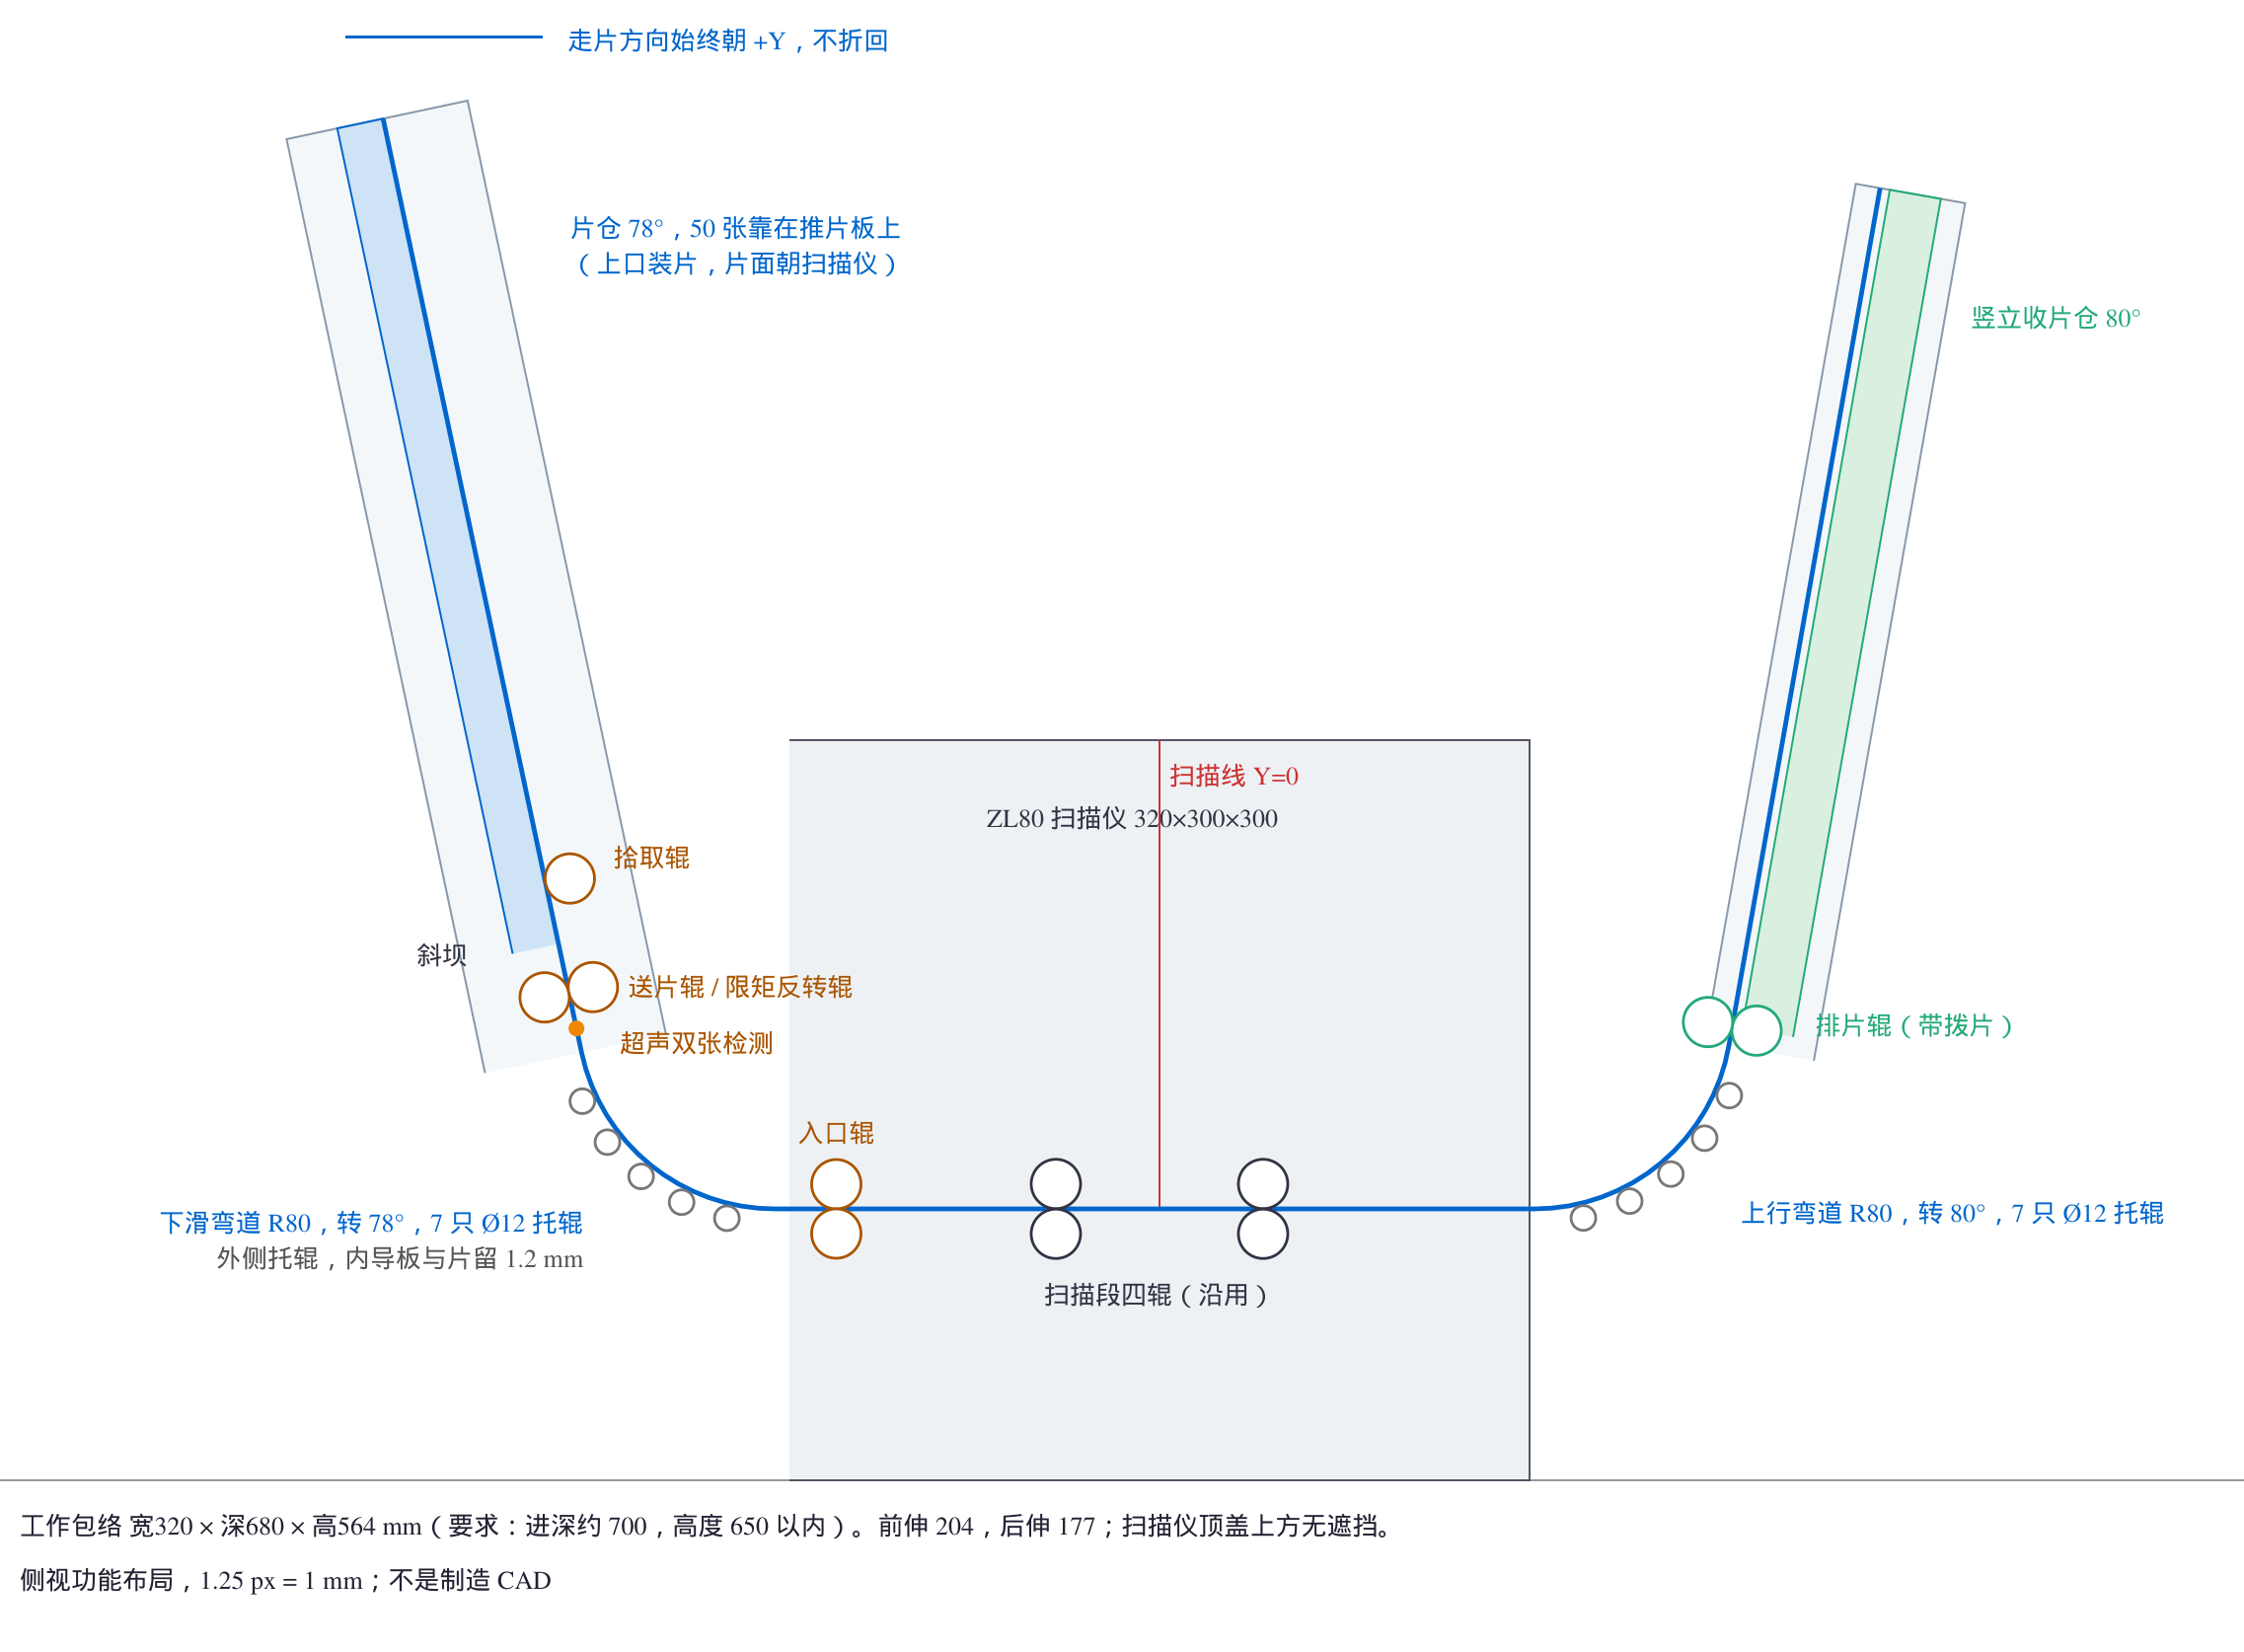 走片方向始终朝 +Y，不折回
片仓 78°，50 张靠在推片板上
（上口装片，片面朝扫描仪）
竖立收片仓 80°
扫描线 Y=0
ZL80 扫描仪 320×300×300
拾取辊
斜坝
送片辊 / 限矩反转辊
超声双张检测
排片辊（带拨片）
入口辊
下滑弯道 R80，转 78°，7 只 Ø12 托辊
外侧托辊，内导板与片留 1.2 mm
上行弯道 R80，转 80°，7 只 Ø12 托辊
扫描段四辊（沿用）
工作包络 宽320 × 深680 × 高564 mm（要求：进深约 700，高度 650 以内）。前伸 204，后伸 177；扫描仪顶盖上方无遮挡。
侧视功能布局，1.25 px = 1 mm；不是制造 CAD